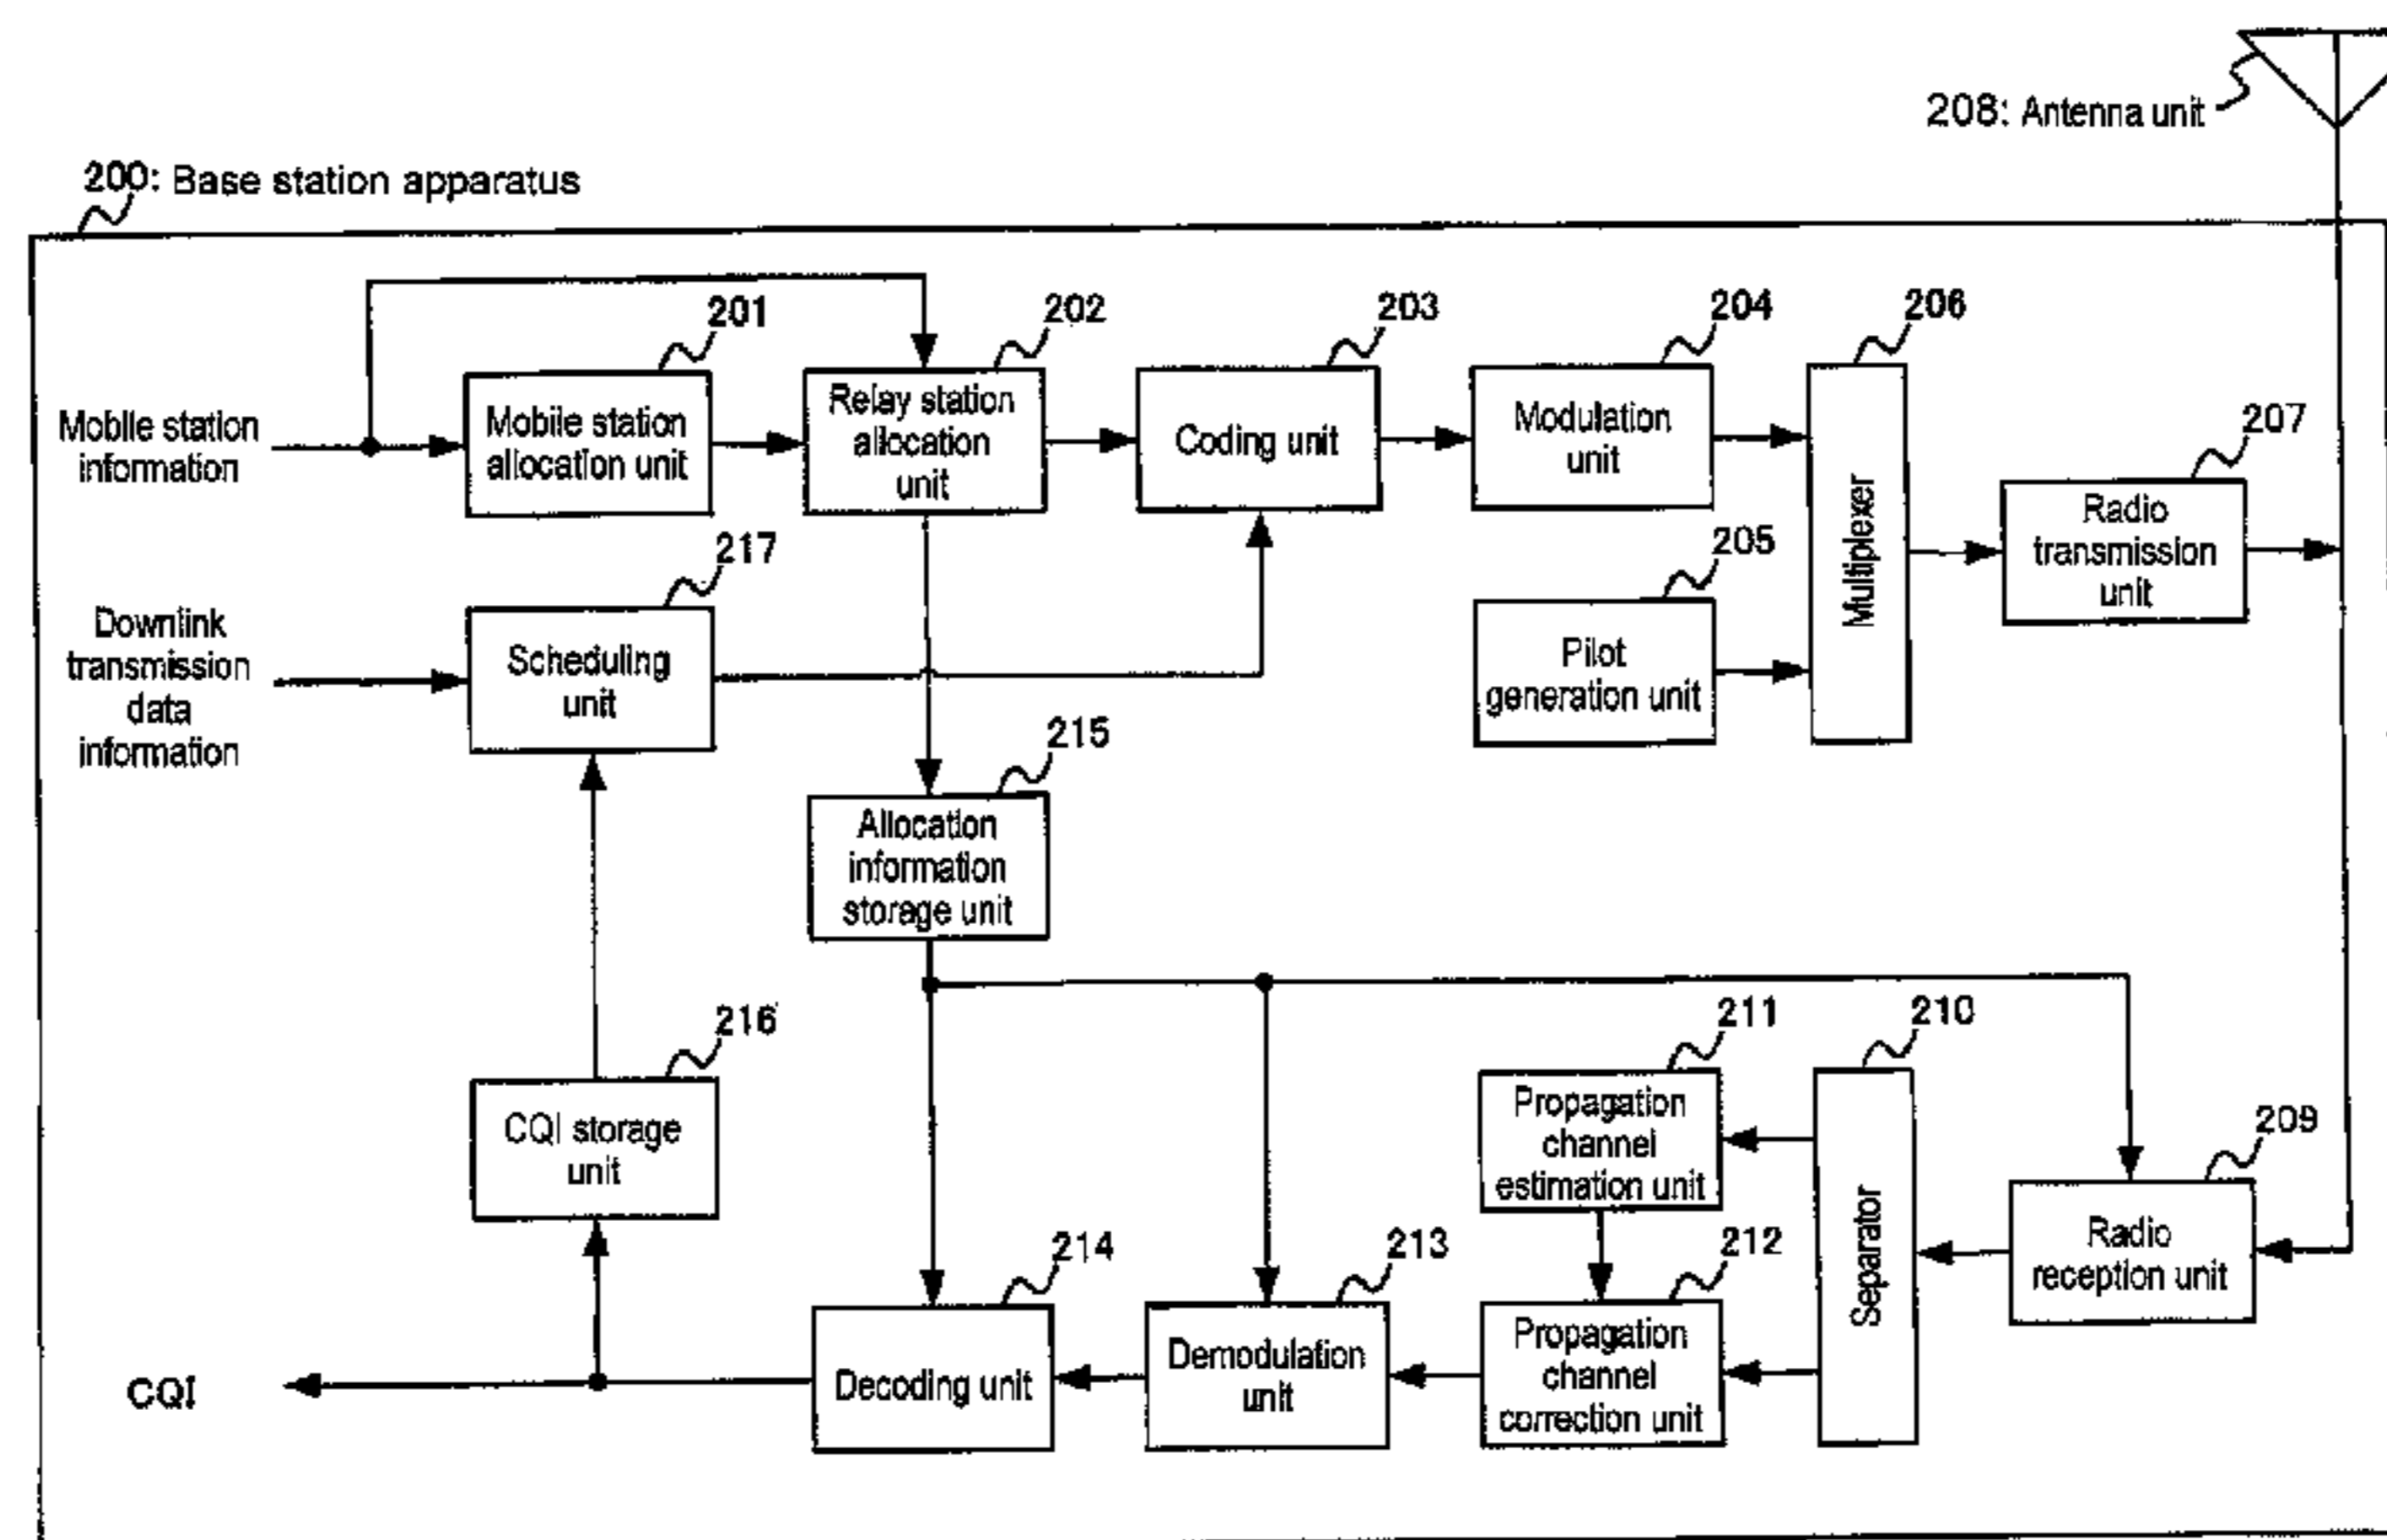 208: Antenna unit
200: Base station apparatus
201
202
203
204
206
Mobile station
information
Mobile station
allocation unit
Relay station
allocation
unit
Coding unit
Modulation
unit
Multiplexer
207
Radio
transmission
unit
217
205
Downlink
transmission
data
information
Scheduling
unit
Pilot
generation unit
215
Allocation
information
storage unit
216
CQI storage
unit
211
210
209
Propagation
channel
estimation unit
Separator
Radio
reception unit
214
213
212
CQI
Decoding unit
Demodulation
unit
Propagation
channel
correction unit